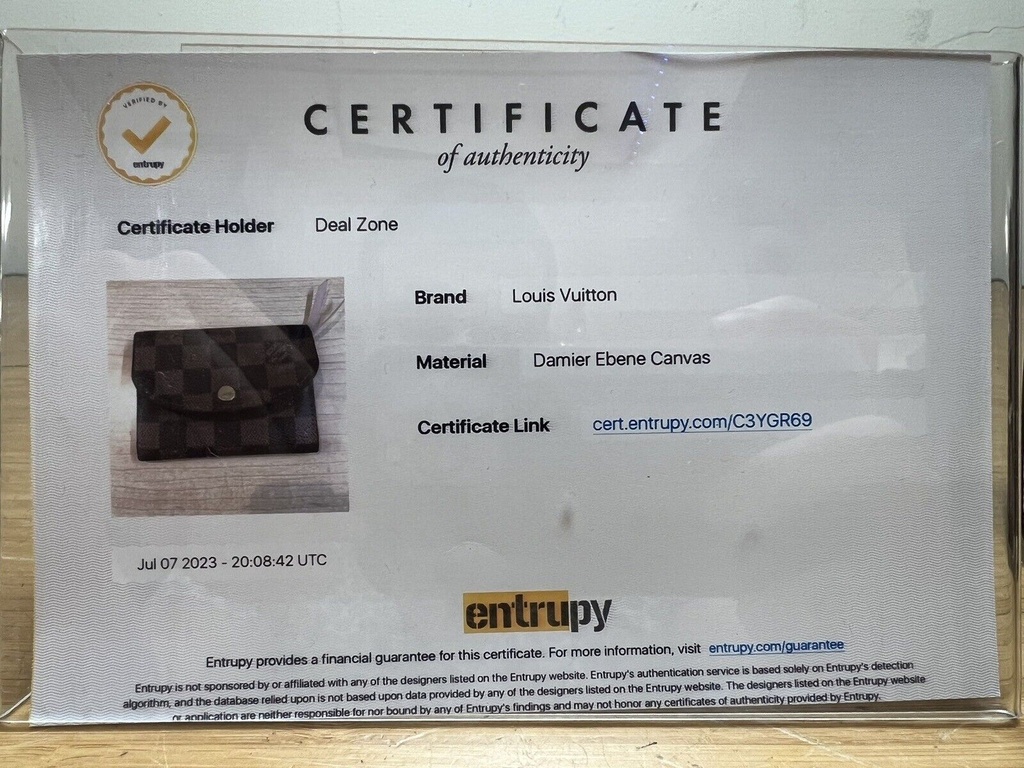 VERIFIED BY
entrupy
CERTIFICATE
of authenticity
Certificate Holder Deal Zone
Brand Louis Vuitton
Material Damier Ebene Canvas
Certificate Link cert.entrupy.com/C3YGR69
Jul 07 2023 - 20:08:42 UTC
entrupy
Entrupy provides a financial guarantee for this certificate. For more information, visit entrupy.com/guarantee
Entrupy is not sponsored by or affiliated with any of the designers listed on the Entrupy website. Entrupy's authentication service is based solely on Entrupy's detection
algorithm, and the database relied upon is not based upon data provided by any of the designers listed on the Entrupy website. The designers listed on the Entrupy website
or application are neither responsible for nor bound by any of Entrupy's findings and may not honor any certificates of authenticity provided by Entrupy.